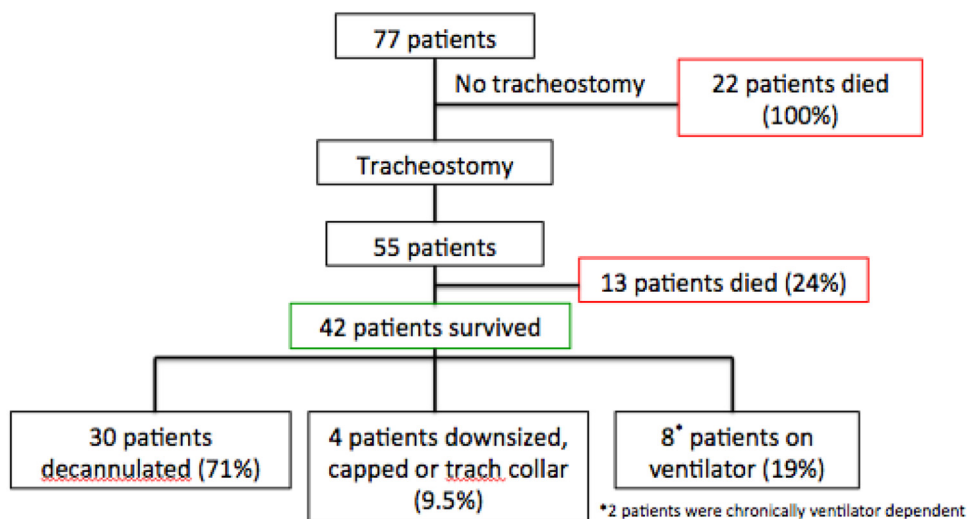 77 patients
No tracheostomy
22 patients died
(100%)
Tracheostomy
55 patients
13 patients died (24%)
42 patients survived
30 patients
decannulated (71%)
4 patients downsized,
capped or trach collar
(9.5%)
8* patients on
ventilator (19%)
*2 patients were chronically ventilator dependent